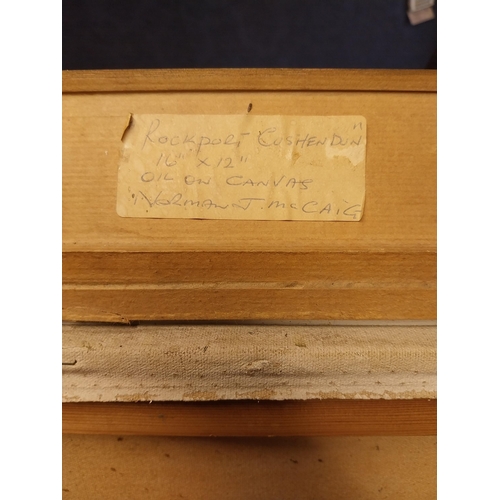 Rockport Cushendun"
16" x 12"
OIL ON CANVAS
Norman J. McCaig